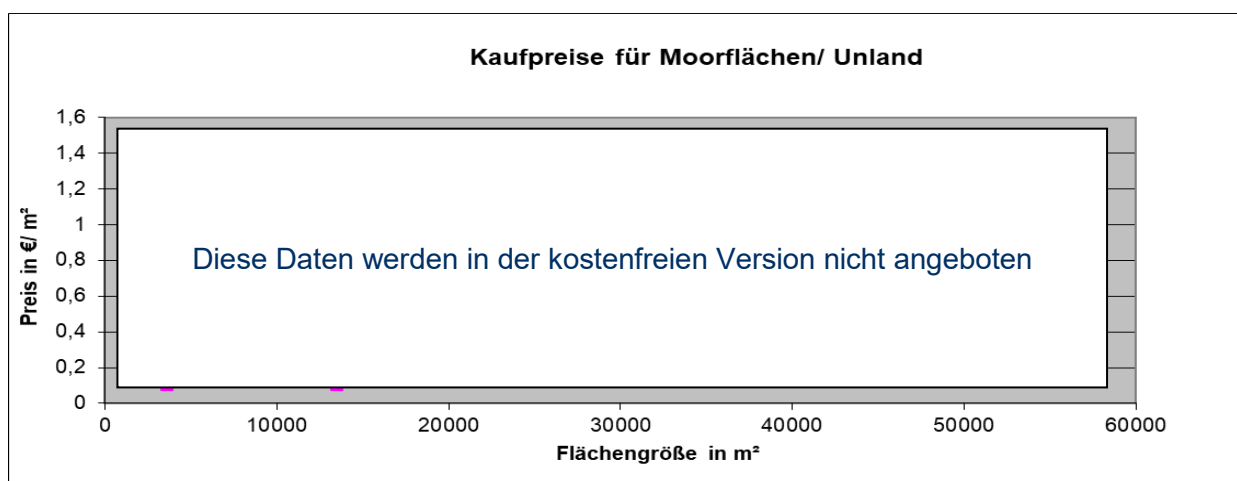 Kaufpreise für Moorflächen/ Unland
1,6
1,4
1,2
1
0,8
0,6
0,4
0,2
0
Preis in €/ m²
Diese Daten werden in der kostenfreien Version nicht angeboten
0 10000 20000 30000 40000 50000 60000
Flächengröße in m²